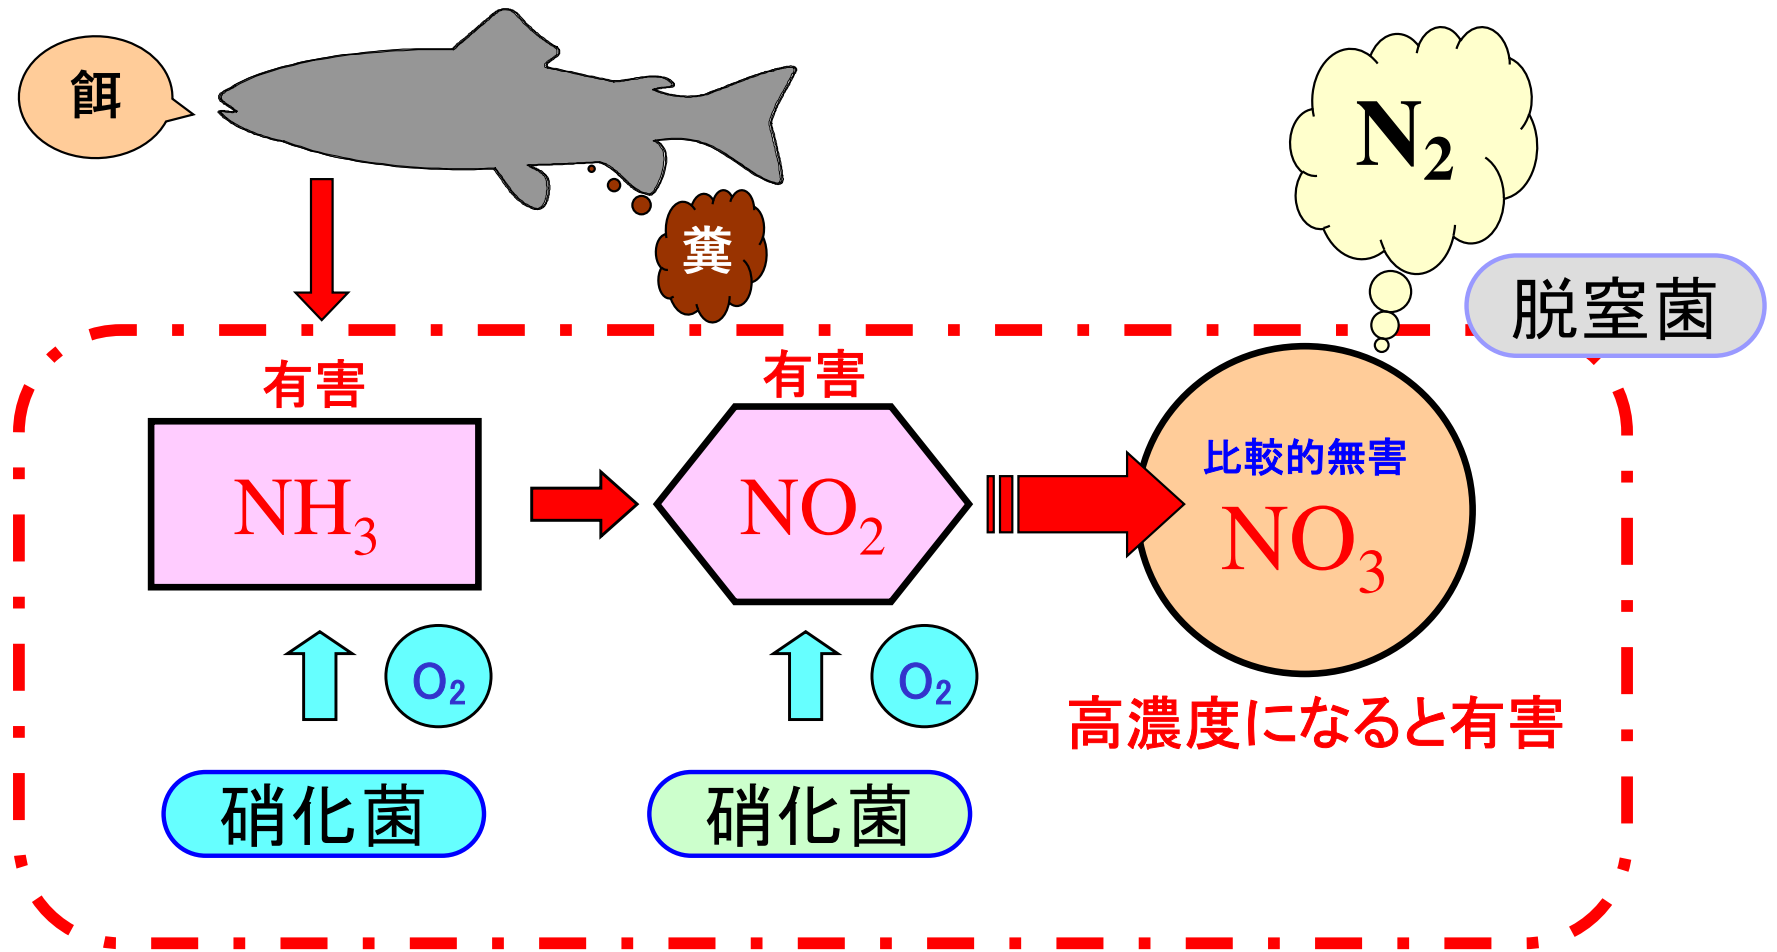 餌
糞
N₂
脱窒菌
有害
有害
NH₃
NO₂
比較的無害
NO₃
O₂
O₂
高濃度になると有害
硝化菌
硝化菌